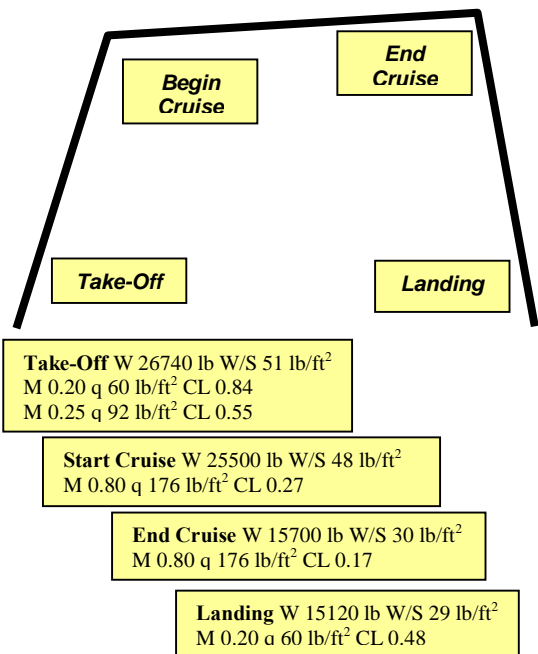 Begin
Cruise
End
Cruise
Take-Off
Landing
Take-Off W 26740 lb W/S 51 lb/ft²
M 0.20 q 60 lb/ft² CL 0.84
M 0.25 q 92 lb/ft² CL 0.55
Start Cruise W 25500 lb W/S 48 lb/ft²
M 0.80 q 176 lb/ft² CL 0.27
End Cruise W 15700 lb W/S 30 lb/ft²
M 0.80 q 176 lb/ft² CL 0.17
Landing W 15120 lb W/S 29 lb/ft²
M 0.20 q 60 lb/ft² CL 0.48